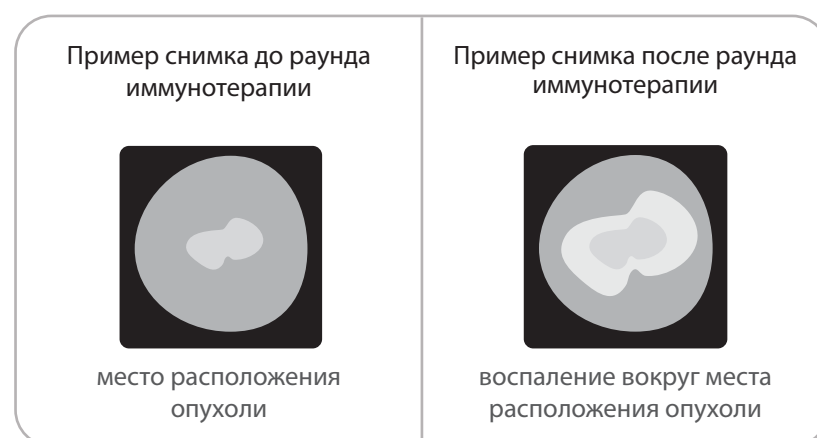 Пример снимка до раунда
иммунотерапии
место расположения
опухоли
Пример снимка после раунда
иммунотерапии
воспаление вокруг места
расположения опухоли